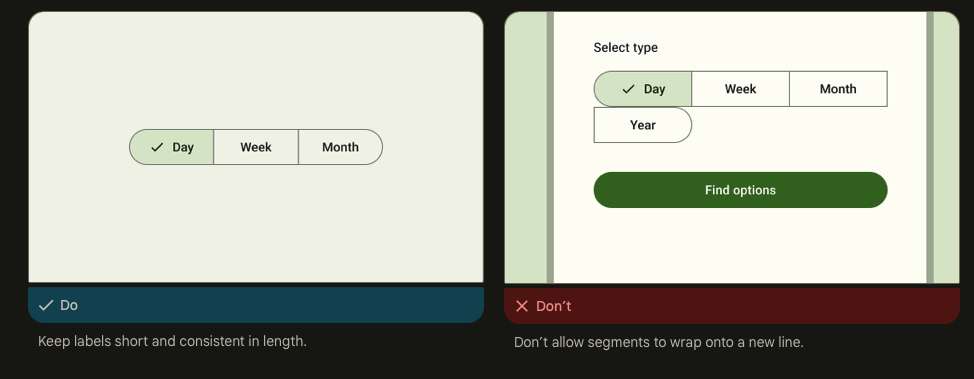 Day Week Month
Do
Keep labels short and consistent in length.
Select type
Day Week Month
Year
Find options
Don’t
Don’t allow segments to wrap onto a new line.